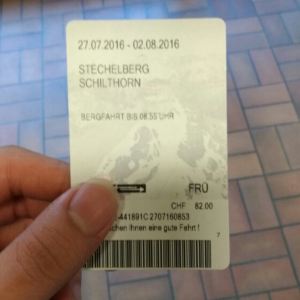 27.07.2016 - 02.08.2016
STECHELBERG
SCHILTHORN
BERGFAHRT BIS 08.55 UHR
FRÜ
CHF 82.00
-441891C 2707160853
chen Ihnen eine gute Fahrt !
7